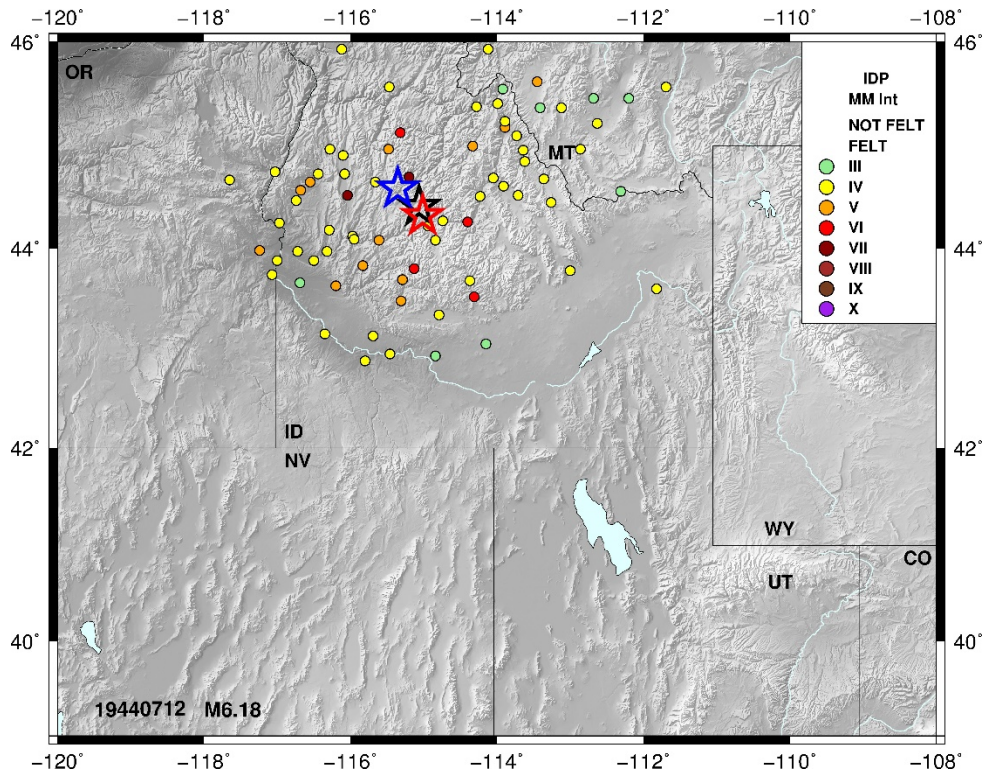 −120˚ −118˚ −116˚ −114˚ −112˚ −110˚ −108˚
46˚ 46˚
OR
IDP
MM Int
NOT FELT
FELT
III
IV
V
VI
VII
VIII
IX
X
MT
44˚ 44˚
ID
42˚ 42˚
NV
WY
CO
UT
40˚ 40˚
19440712 M6.18
−120˚ −118˚ −116˚ −114˚ −112˚ −110˚ −108˚